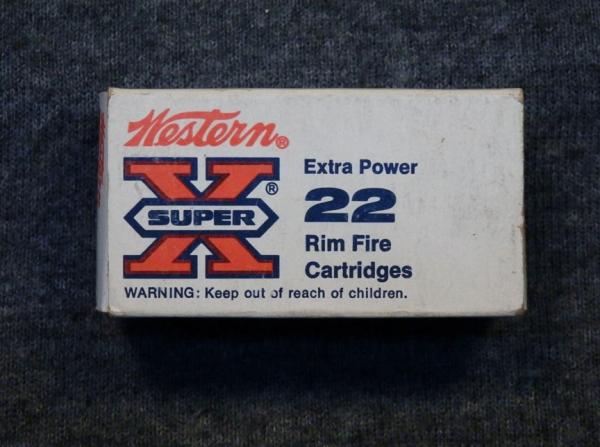 Western®
X®
SUPER
Extra Power
22
Rim Fire
Cartridges
WARNING: Keep out of reach of children.